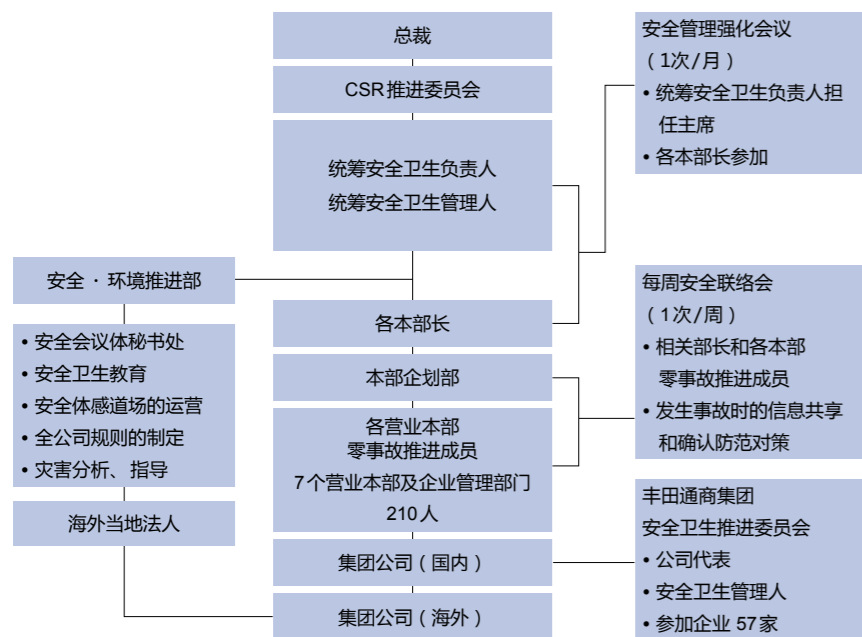 总裁
CSR推进委员会
统筹安全卫生负责人
统筹安全卫生管理人
安全管理强化会议
（1次/月）
• 统筹安全卫生负责人担
任主席
• 各本部长参加
安全 · 环境推进部
• 安全会议体秘书处
• 安全卫生教育
• 安全体感道场的运营
• 全公司规则的制定
• 灾害分析、指导
海外当地法人
各本部长
本部企划部
各营业本部
零事故推进成员
7个营业本部及企业管理部门
210人
每周安全联络会
（1次/周）
• 相关部长和各本部
零事故推进成员
• 发生事故时的信息共享
和确认防范对策
集团公司（国内）
集团公司（海外）
丰田通商集团
安全卫生推进委员会
• 公司代表
• 安全卫生管理人
• 参加企业 57家